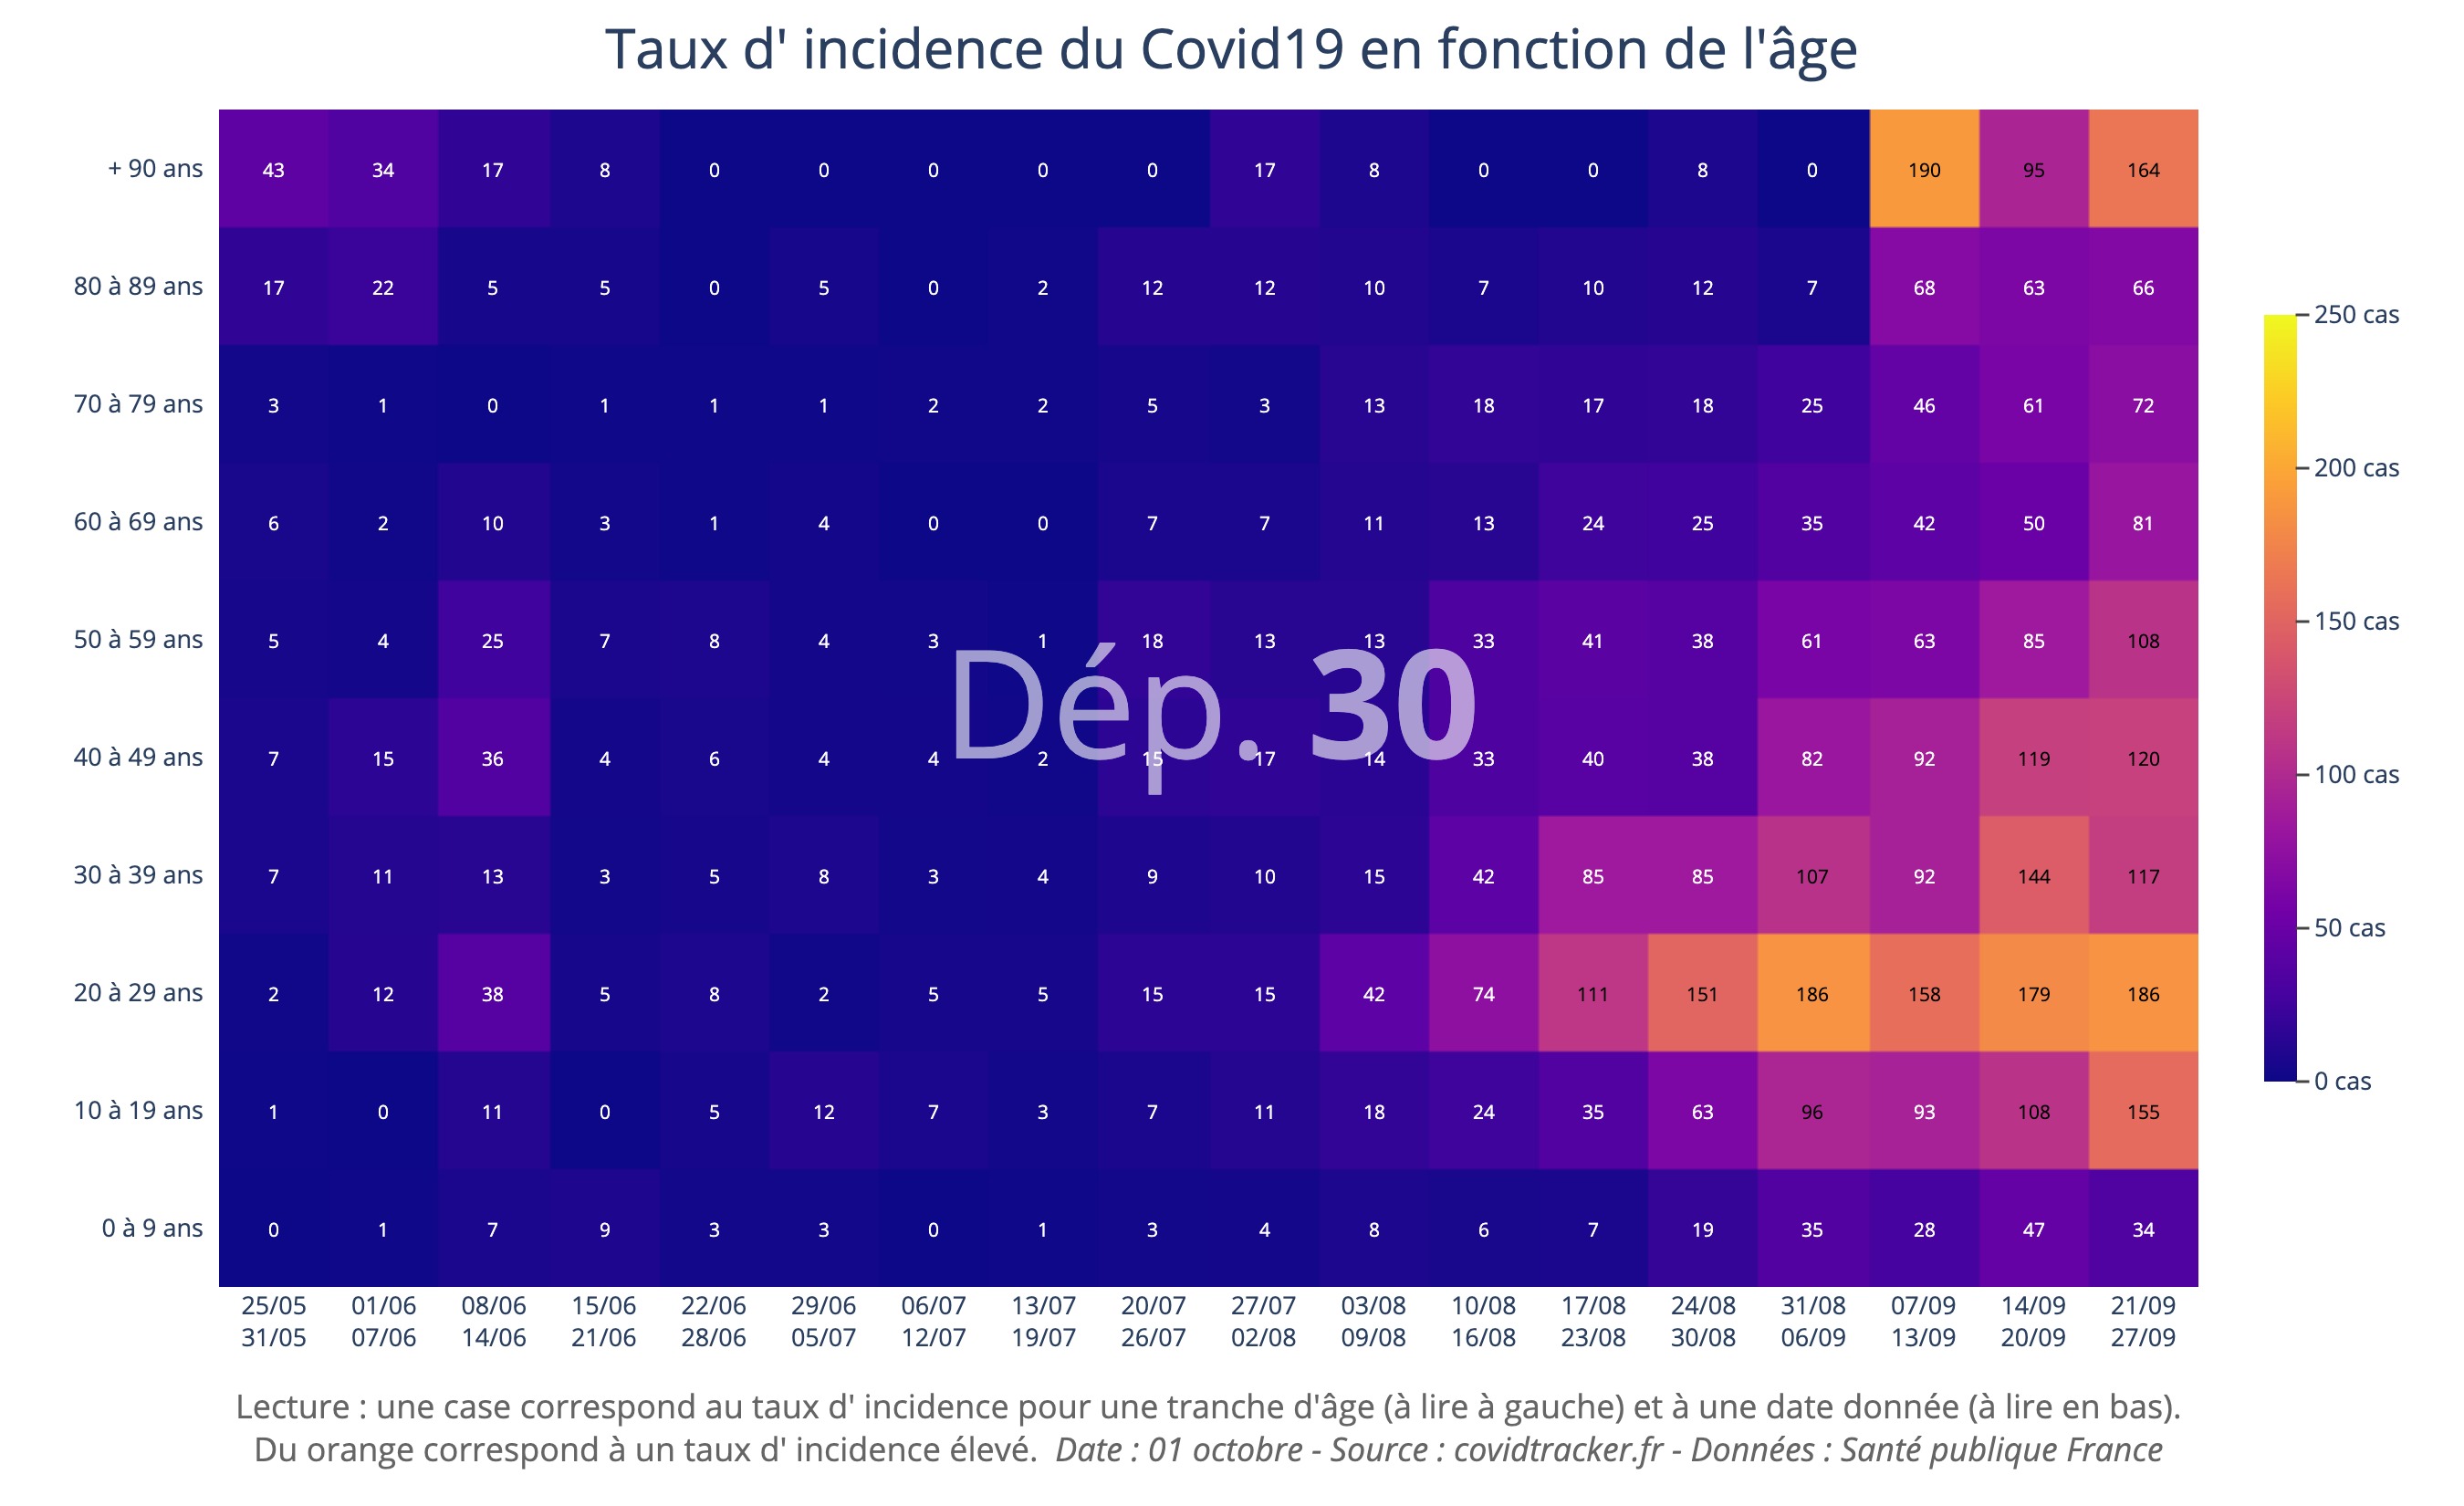 Taux d' incidence du Covid19 en fonction de l'âge
+ 90 ans 43 34 17 8 0 0 0 0 0 17 8 0 0 8 0 190 95 164
80 à 89 ans 17 22 5 5 0 5 0 2 12 12 10 7 10 12 7 68 63 66
70 à 79 ans 3 1 0 1 1 1 2 2 5 3 13 18 17 18 25 46 61 72
60 à 69 ans 6 2 10 3 1 4 0 0 7 7 11 13 24 25 35 42 50 81
50 à 59 ans 5 4 25 7 8 4 3 1 18 13 13 33 41 38 61 63 85 108
Dép. 30
40 à 49 ans 7 15 36 4 6 4 4 2 15 17 14 33 40 38 82 92 119 120
30 à 39 ans 7 11 13 3 5 8 3 4 9 10 15 42 85 85 107 92 144 117
20 à 29 ans 2 12 38 5 8 2 5 5 15 15 42 74 111 151 186 158 179 186
10 à 19 ans 1 0 11 0 5 12 7 3 7 11 18 24 35 63 96 93 108 155
0 à 9 ans 0 1 7 9 3 3 0 1 3 4 8 6 7 19 35 28 47 34
25/05 01/06 08/06 15/06 22/06 29/06 06/07 13/07 20/07 27/07 03/08 10/08 17/08 24/08 31/08 07/09 14/09 21/09
31/05 07/06 14/06 21/06 28/06 05/07 12/07 19/07 26/07 02/08 09/08 16/08 23/08 30/08 06/09 13/09 20/09 27/09
250 cas
200 cas
150 cas
100 cas
50 cas
0 cas
Lecture : une case correspond au taux d' incidence pour une tranche d'âge (à lire à gauche) et à une date donnée (à lire en bas).
Du orange correspond à un taux d' incidence élevé. Date : 01 octobre - Source : covidtracker.fr - Données : Santé publique France